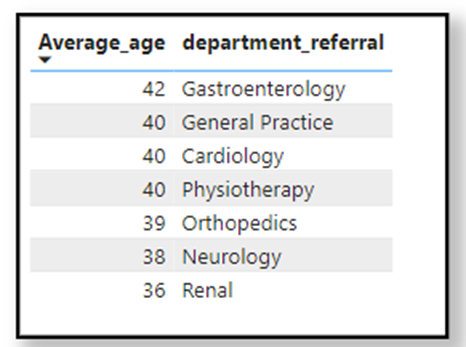 Average_age department_referral
42 Gastroenterology
40 General Practice
40 Cardiology
40 Physiotherapy
39 Orthopedics
38 Neurology
36 Renal